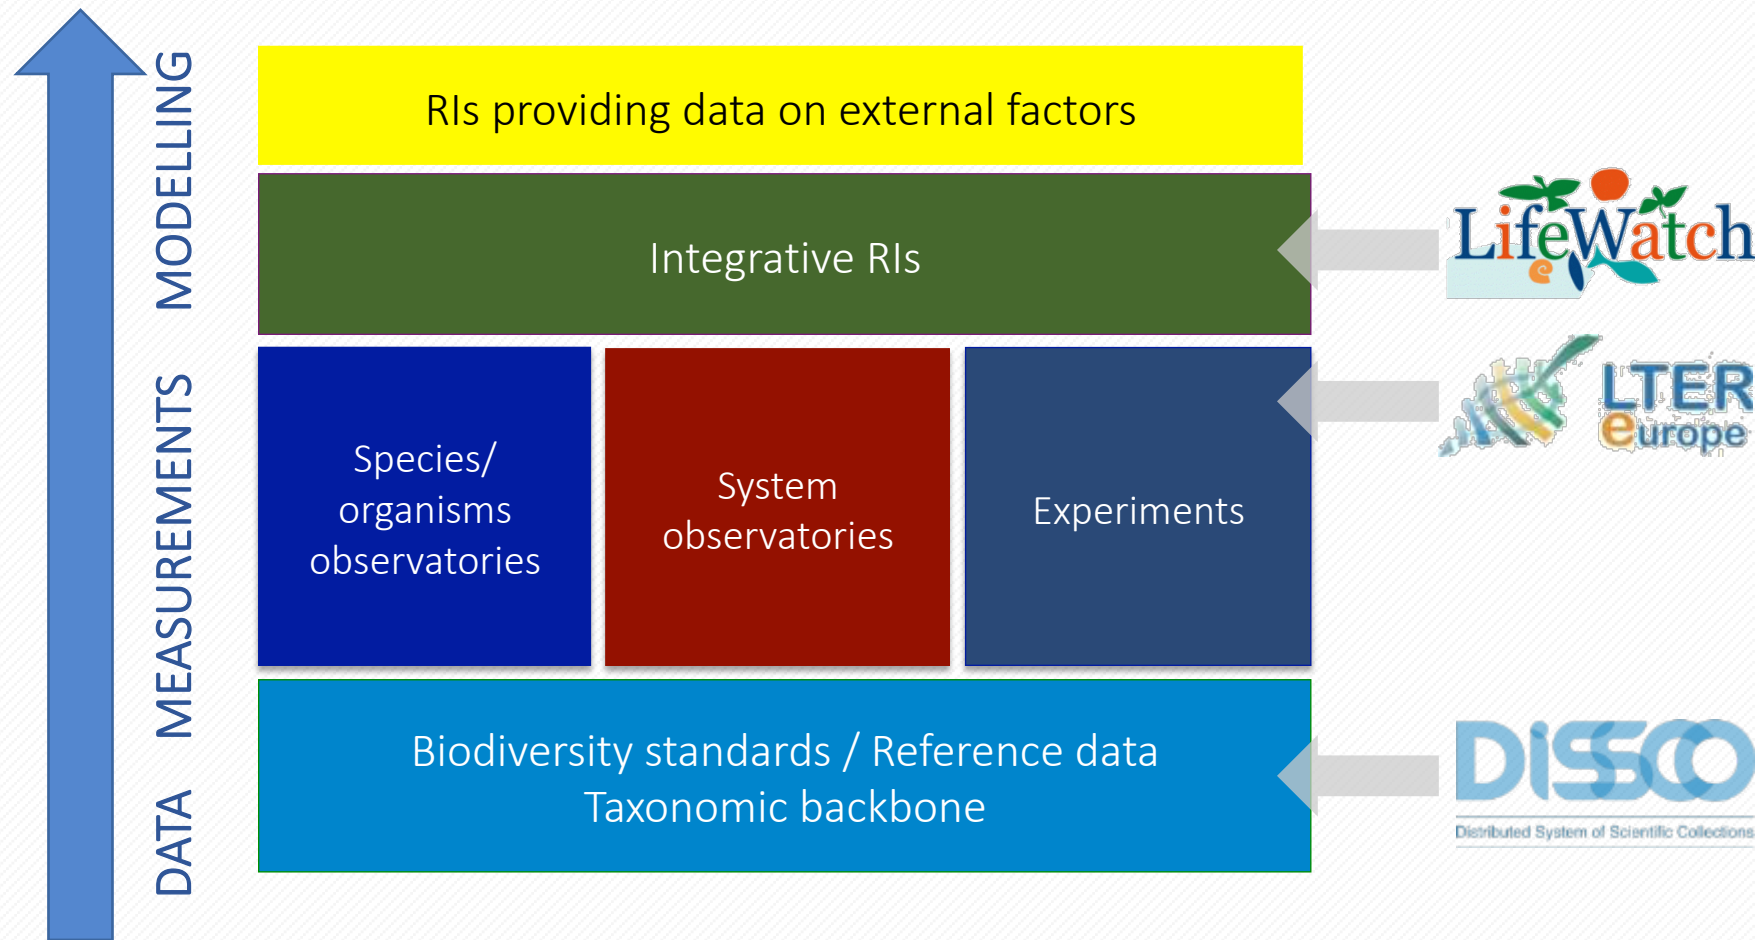 MODELLING
MEASUREMENTS
DATA
RIs providing data on external factors
Integrative RIs
Species/
organisms
observatories
System
observatories
Experiments
Biodiversity standards / Reference data
Taxonomic backbone
LifeWatch
e
LTER
europe
DiSSCO
Distributed System of Scientific Collections